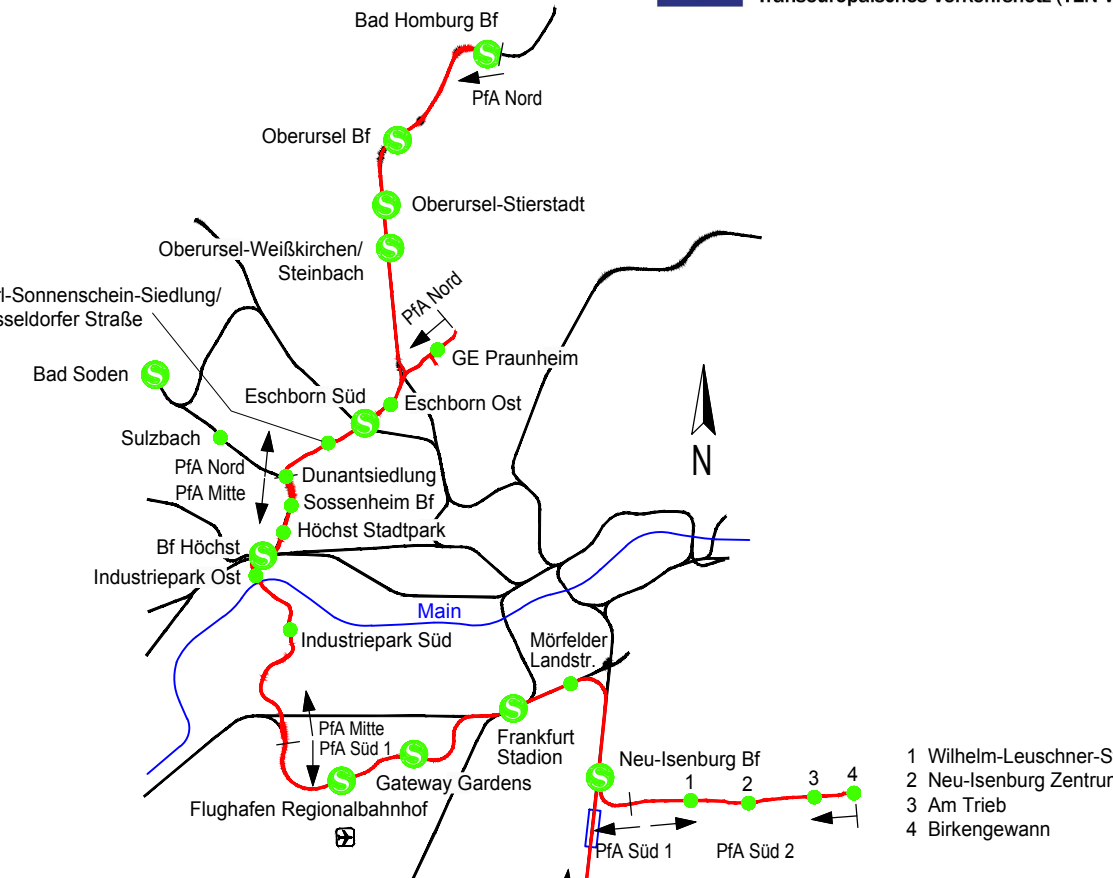 Bad Homburg Bf
PfA Nord
Oberursel Bf
Oberursel-Stierstadt
Oberursel-Weißkirchen/
Steinbach
PfA Nord
rl-Sonnenschein-Siedlung/
sseldorfer Straße
GE Praunheim
Bad Soden
Eschborn Süd
Eschborn Ost
Sulzbach
PfA Nord
PfA Mitte
N
Dunantsiedlung
Sossenheim Bf
Höchst Stadtpark
Bf Höchst
Industriepark Ost
Main
Industriepark Süd
Mörfelder
Landstr.
PfA Mitte
PfA Süd 1
Frankfurt
Stadion
Gateway Gardens
Flughafen Regionalbahnhof
Neu-Isenburg Bf
1 2 3 4
PfA Süd 1
PfA Süd 2
1 Wilhelm-Leuschner-S
2 Neu-Isenburg Zentrum
3 Am Trieb
4 Birkengewann